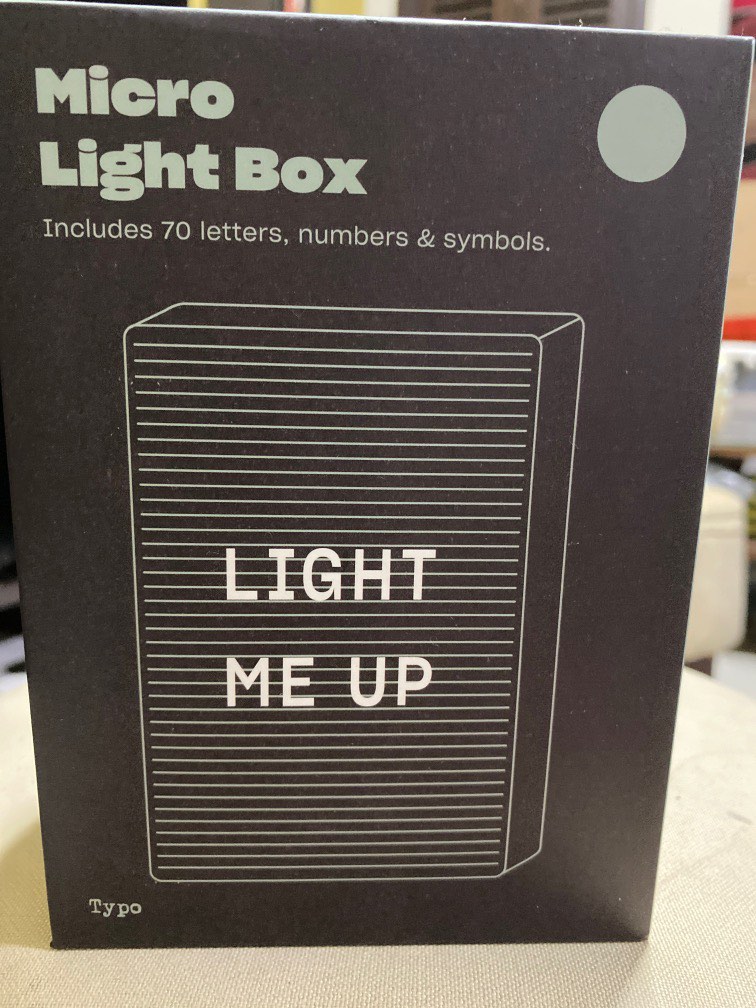 Micro
Light Box
Includes 70 letters, numbers & symbols.
LIGHT
ME UP
Typo